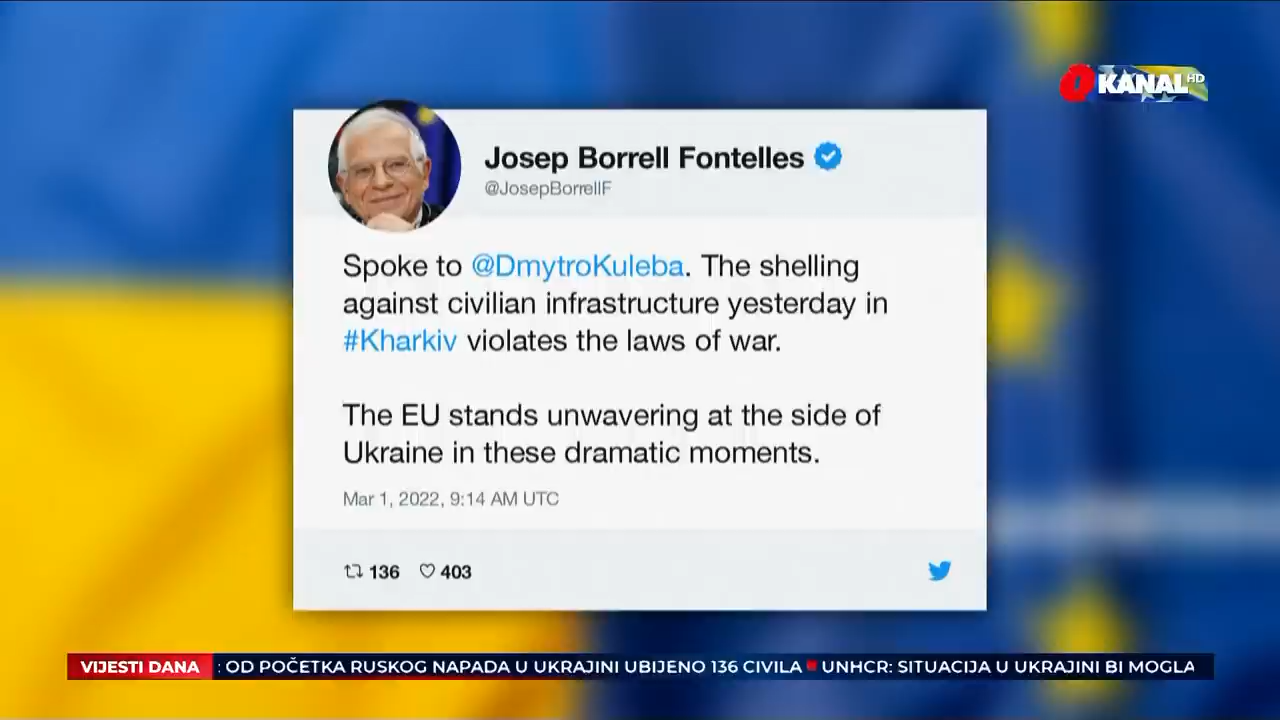 O KANAL HD
Josep Borrell Fontelles
@JosepBorrellF
Spoke to @DmytroKuleba. The shelling
against civilian infrastructure yesterday in
#Kharkiv violates the laws of war.
The EU stands unwavering at the side of
Ukraine in these dramatic moments.
Mar 1, 2022, 9:14 AM UTC
136 403
VIJESTI DANA : OD POČETKA RUSKOG NAPADA U UKRAJINI UBIJENO 136 CIVILA UNHCR: SITUACIJA U UKRAJINI BI MOGLA